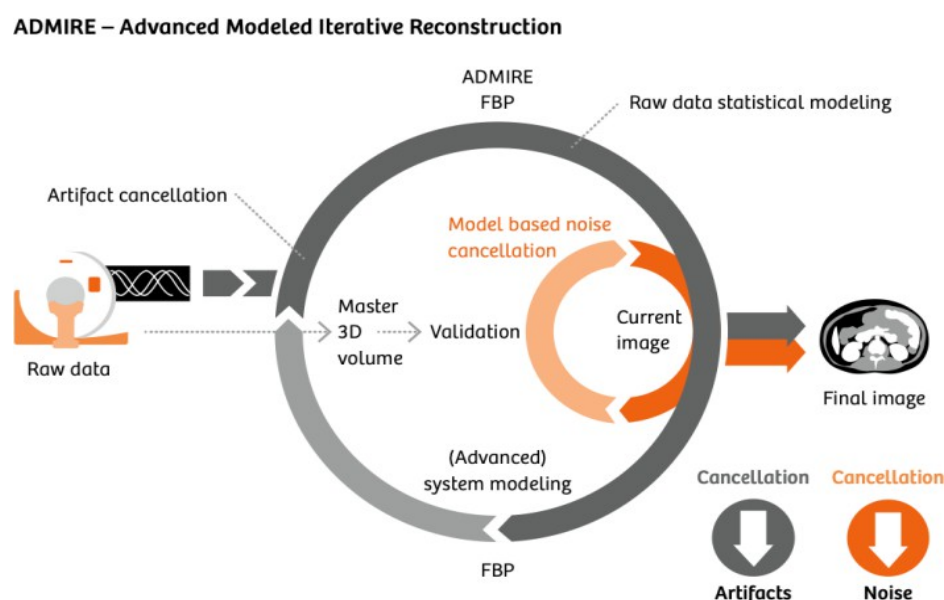 ADMIRE – Advanced Modeled Iterative Reconstruction
ADMIRE
FBP
Raw data statistical modeling
Artifact cancellation
Model based noise
cancellation
Raw data
Master
3D
volume
Validation
Current
image
Final image
(Advanced)
system modeling
FBP
Cancellation
Artifacts
Cancellation
Noise